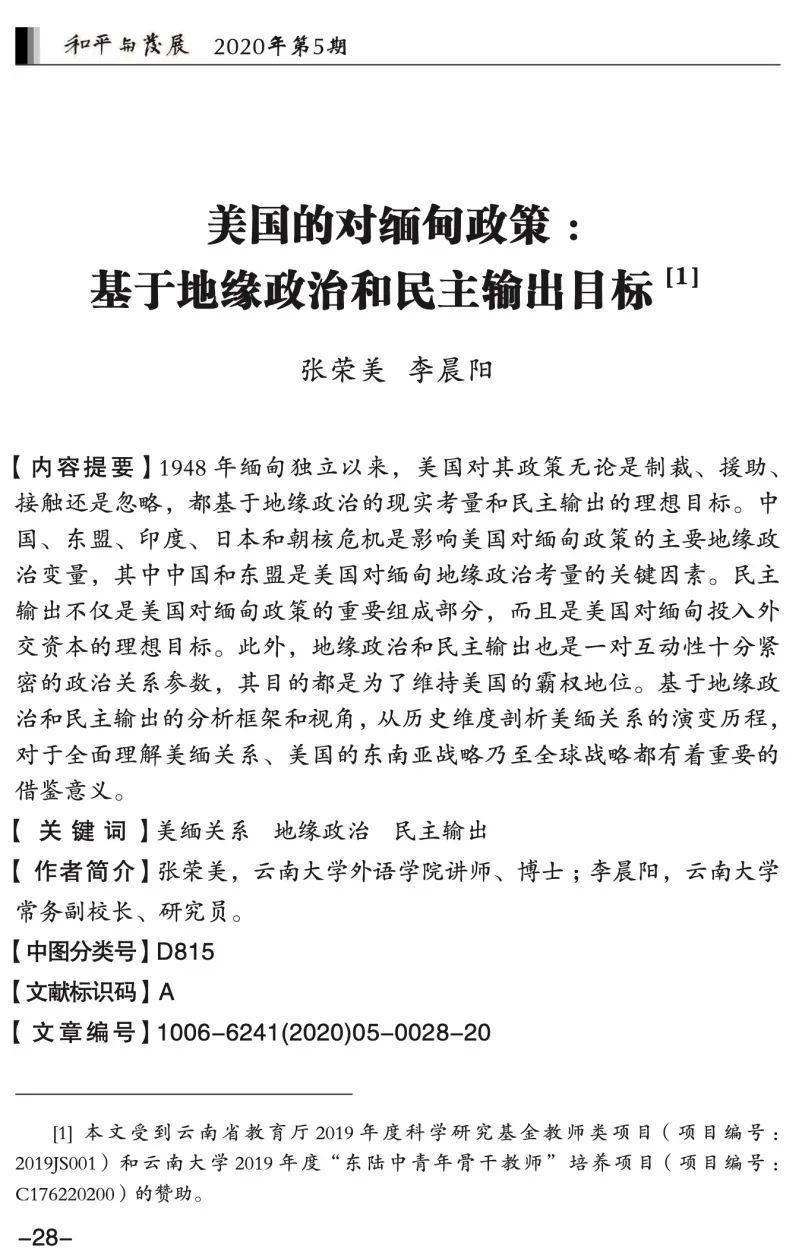 和平与发展 2020年第5期
美国的对缅甸政策：
基于地缘政治和民主输出目标[1]
张荣美 李晨阳
【内容提要】1948 年缅甸独立以来，美国对其政策无论是制裁、援助、
接触还是忽略，都基于地缘政治的现实考量和民主输出的理想目标。中
国、东盟、印度、日本和朝核危机是影响美国对缅甸政策的主要地缘政
治变量，其中中国和东盟是美国对缅甸地缘政治考量的关键因素。民主
输出不仅是美国对缅甸政策的重要组成部分，而且是美国对缅甸投入外
交资本的理想目标。此外，地缘政治和民主输出也是一对互动性十分紧
密的政治关系参数，其目的都是为了维持美国的霸权地位。基于地缘政
治和民主输出的分析框架和视角，从历史维度剖析美缅关系的演变历程，
对于全面理解美缅关系、美国的东南亚战略乃至全球战略都有着重要的
借鉴意义。
【 关 键 词 】美缅关系 地缘政治 民主输出
【 作者简介】张荣美，云南大学外语学院讲师、博士；李晨阳，云南大学
常务副校长、研究员。
【中图分类号】D815
【文献标识码】A
【 文章编号】1006-6241(2020)05-0028-20
[1] 本文受到云南省教育厅 2019 年度科学研究基金教师类项目（项目编号：
2019JS001）和云南大学 2019 年度“东陆中青年骨干教师”培养项目（项目编号：
C176220200）的赞助。
-28-